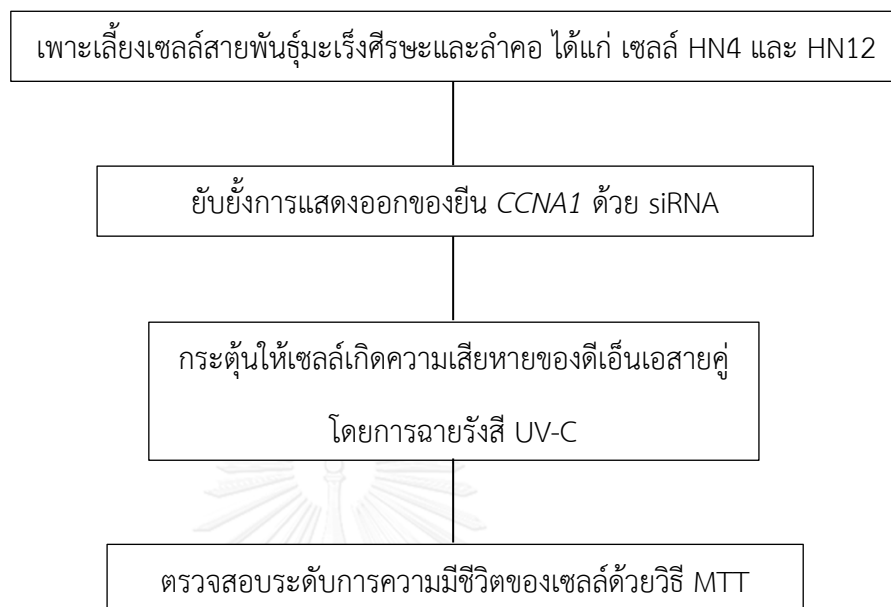 เพาะเลี้ยงเซลล์สายพันธุ์มะเร็งศีรษะและลำคอ ได้แก่ เซลล์ HN4 และ HN12
ยับยั้งการแสดงออกของยีน CCNA1 ด้วย siRNA
กระตุ้นให้เซลล์เกิดความเสียหายของดีเอ็นเอสายคู่
โดยการฉายรังสี UV-C
ตรวจสอบระดับการความมีชีวิตของเซลล์ด้วยวิธี MTT